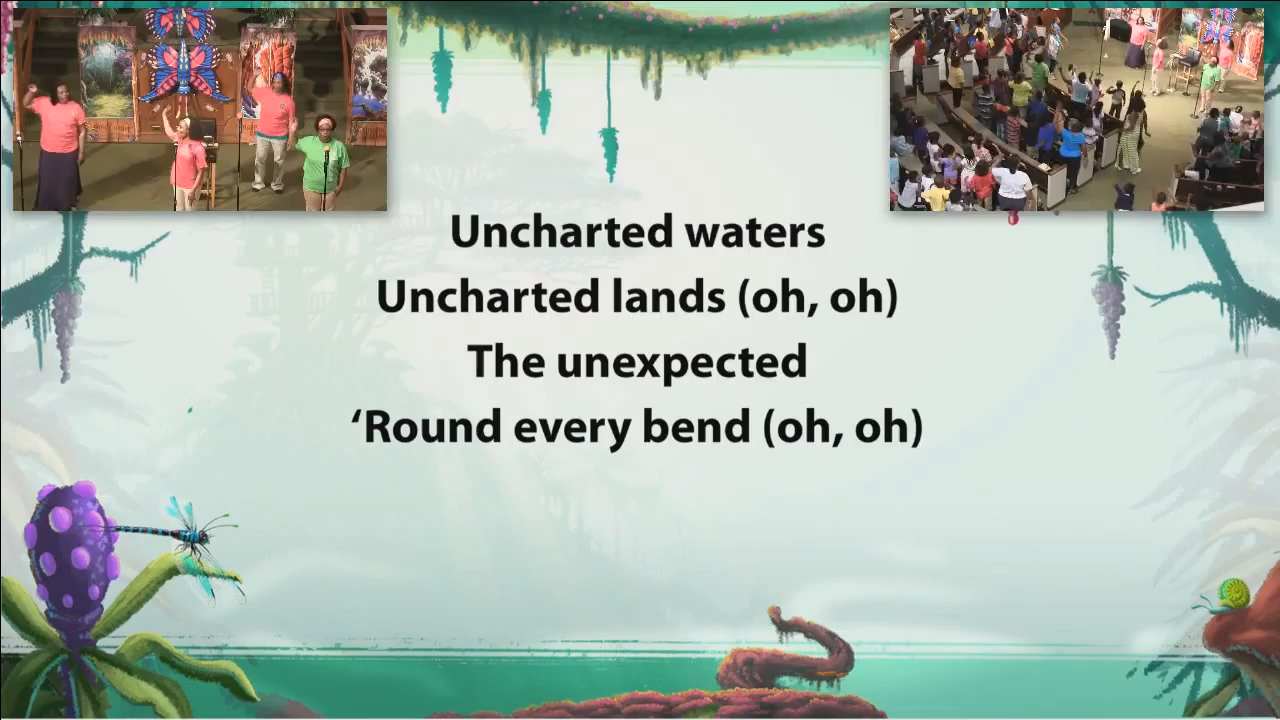 Uncharted waters
Uncharted lands (oh, oh)
The unexpected
‘Round every bend (oh, oh)